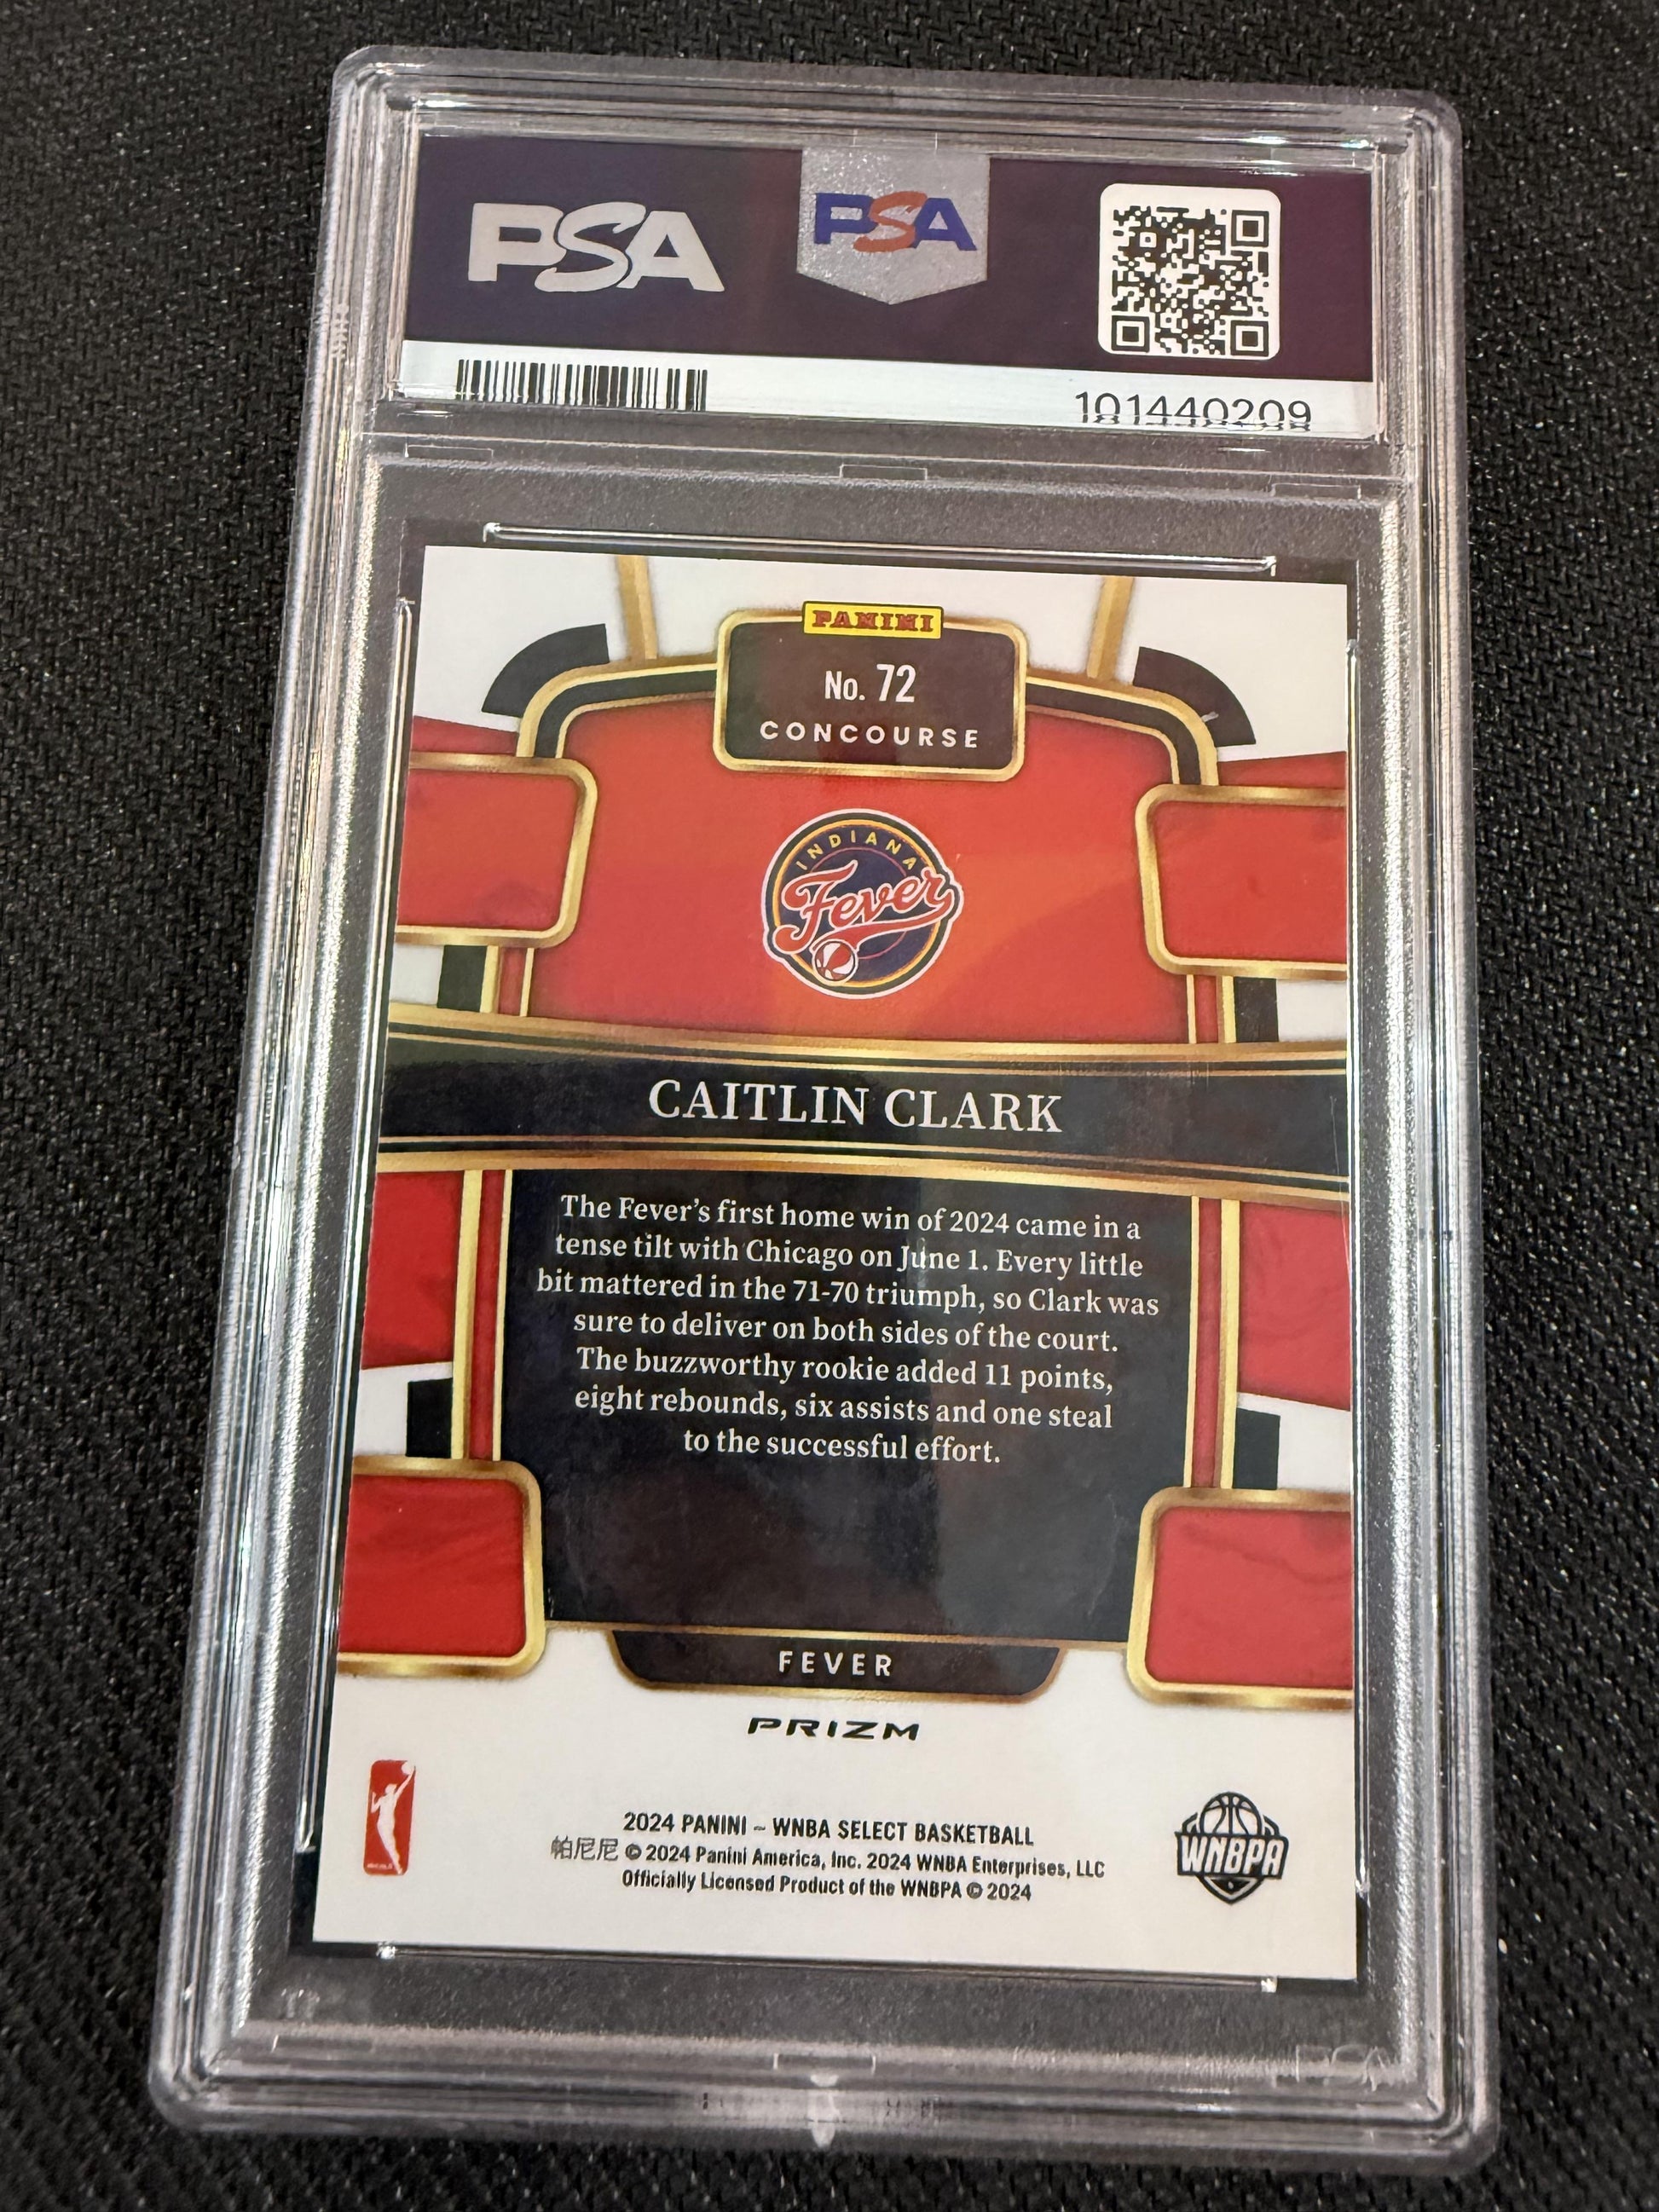 PSA
PSA
101440209
PANINI
No. 72
CONCOURSE
INDIANA
Fever
CAITLIN CLARK
The Fever's first home win of 2024 came in a
tense tilt with Chicago on June 1. Every little
bit mattered in the 71-70 triumph, so Clark was
sure to deliver on both sides of the court.
The buzzworthy rookie added 11 points,
eight rebounds, six assists and one steal
to the successful effort.
FEVER
PRIZM
2024 PANINI – WNBA SELECT BASKETBALL
帕尼尼 © 2024 Panini America, Inc. 2024 WNBA Enterprises, LLC
Officially Licensed Product of the WNBPA © 2024
WNBPA
PSA